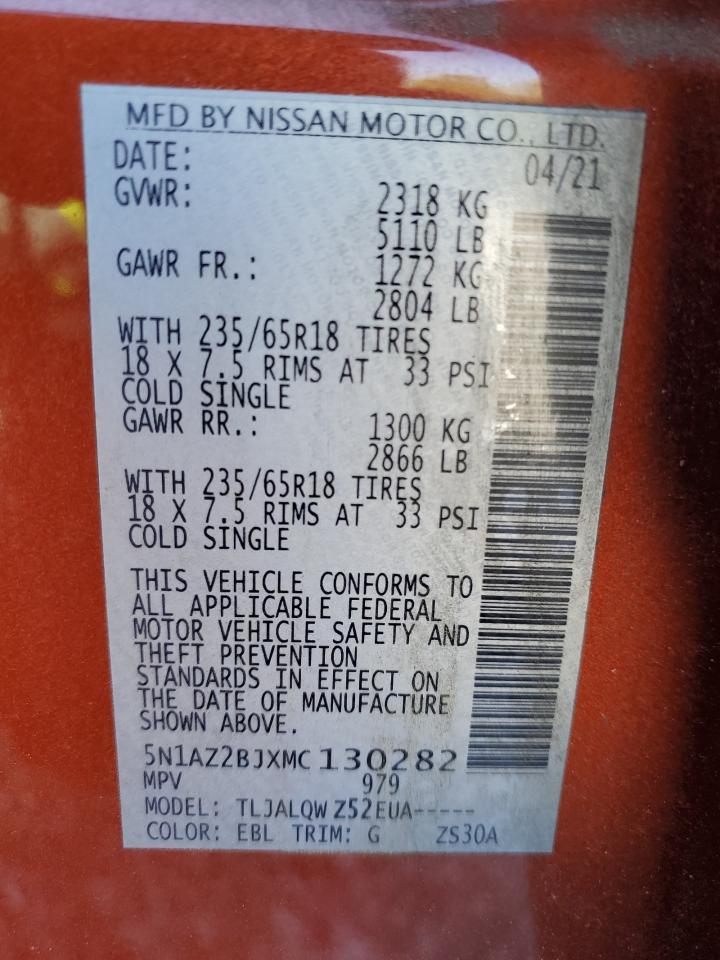 MFD BY NISSAN MOTOR CO., LTD.
DATE: 04/21
GVWR: 2318 KG
5110 LB
GAWR FR.: 1272 KG
2804 LB
WITH 235/65R18 TIRES
18 X 7.5 RIMS AT 33 PSI
COLD SINGLE
GAWR RR.: 1300 KG
2866 LB
WITH 235/65R18 TIRES
18 X 7.5 RIMS AT 33 PSI
COLD SINGLE
THIS VEHICLE CONFORMS TO
ALL APPLICABLE FEDERAL
MOTOR VEHICLE SAFETY AND
THEFT PREVENTION
STANDARDS IN EFFECT ON
THE DATE OF MANUFACTURE
SHOWN ABOVE.
5N1AZ2BJXMC130282
MPV 979
MODEL: TLJALQW Z52EUA-----
COLOR: EBL TRIM: G ZS30A